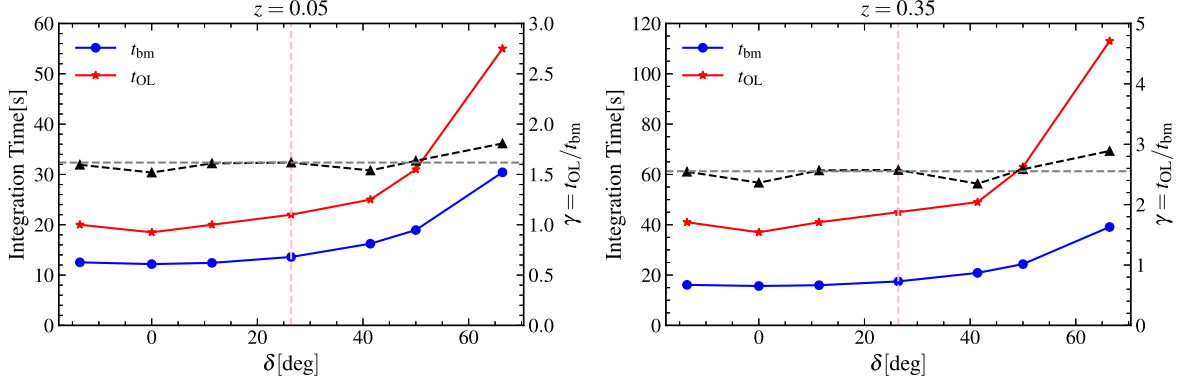 z = 0.05
60
50
40
30
20
10
0
Integration Time[s]
t_bm
t_OL
3.0
2.5
2.0
1.5
1.0
0.5
0.0
γ = t_OL/t_bm
0 20 40 60
δ[deg]
z = 0.35
120
100
80
60
40
20
0
Integration Time[s]
t_bm
t_OL
5
4
3
2
1
0
γ = t_OL/t_bm
0 20 40 60
δ[deg]